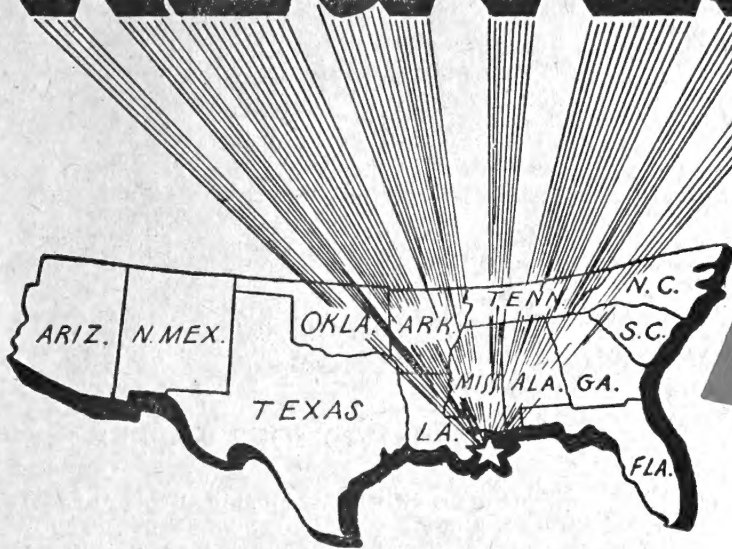 N.C.
TENN.
OKLA. ARK. S.C.
ARIZ. N.MEX.
MISS ALA. GA.
TEXAS
LA.
FLA.